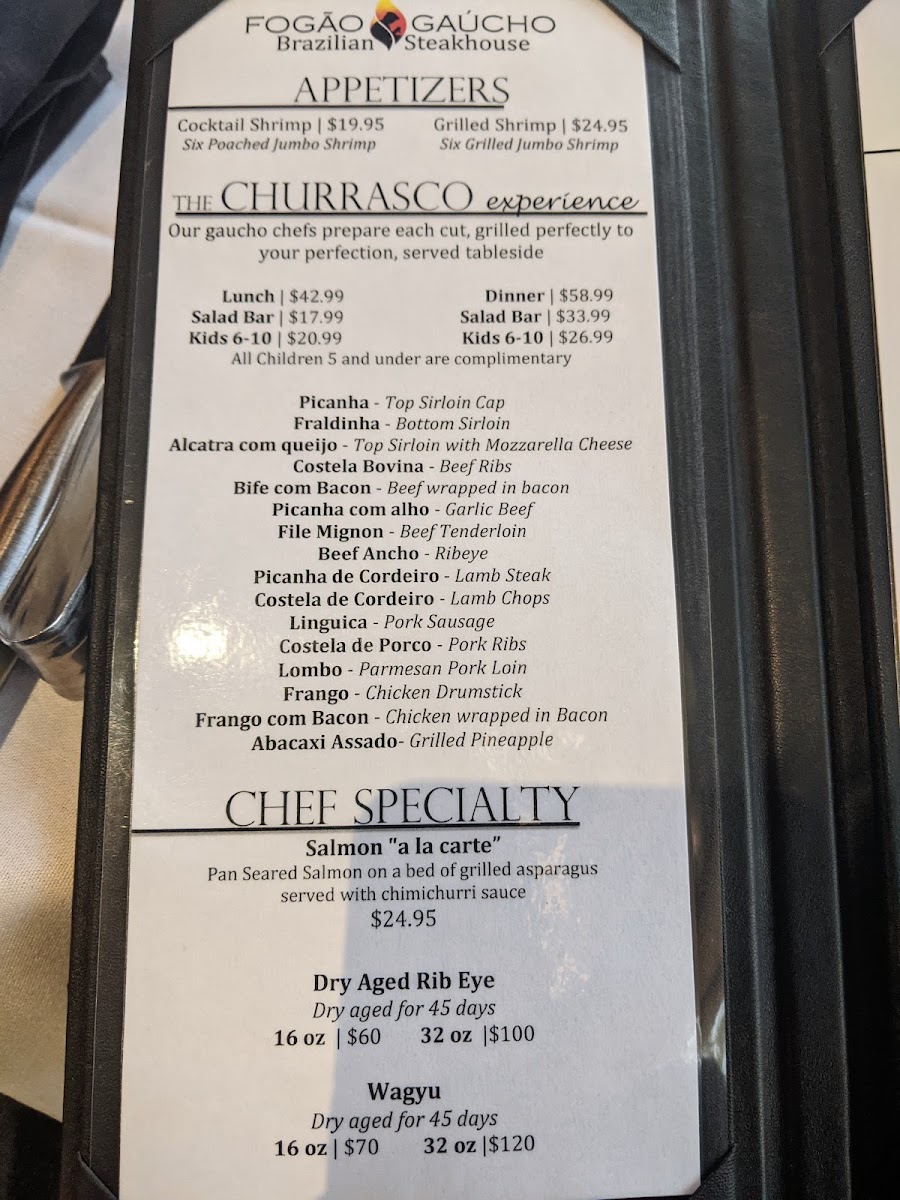 FOGÃO GAÚCHO
Brazilian Steakhouse
APPETIZERS
Cocktail Shrimp | $19.95 Grilled Shrimp | $24.95
Six Poached Jumbo Shrimp Six Grilled Jumbo Shrimp
THE CHURRASCO experience
Our gaucho chefs prepare each cut, grilled perfectly to
your perfection, served tableside
Lunch | $42.99 Dinner | $58.99
Salad Bar | $17.99 Salad Bar | $33.99
Kids 6-10 | $20.99 Kids 6-10 | $26.99
All Children 5 and under are complimentary
Picanha - Top Sirloin Cap
Fraldinha - Bottom Sirloin
Alcatra com queijo - Top Sirloin with Mozzarella Cheese
Costela Bovina - Beef Ribs
Bife com Bacon - Beef wrapped in bacon
Picanha com alho - Garlic Beef
File Mignon - Beef Tenderloin
Beef Ancho - Ribeye
Picanha de Cordeiro - Lamb Steak
Costela de Cordeiro - Lamb Chops
Linguica - Pork Sausage
Costela de Porco - Pork Ribs
Lombo - Parmesan Pork Loin
Frango - Chicken Drumstick
Frango com Bacon - Chicken wrapped in Bacon
Abacaxi Assado- Grilled Pineapple
CHEF SPECIALTY
Salmon "a la carte"
Pan Seared Salmon on a bed of grilled asparagus
served with chimichurri sauce
$24.95
Dry Aged Rib Eye
Dry aged for 45 days
16 oz | $60 32 oz |$100
Wagyu
Dry aged for 45 days
16 oz | $70 32 oz |$120